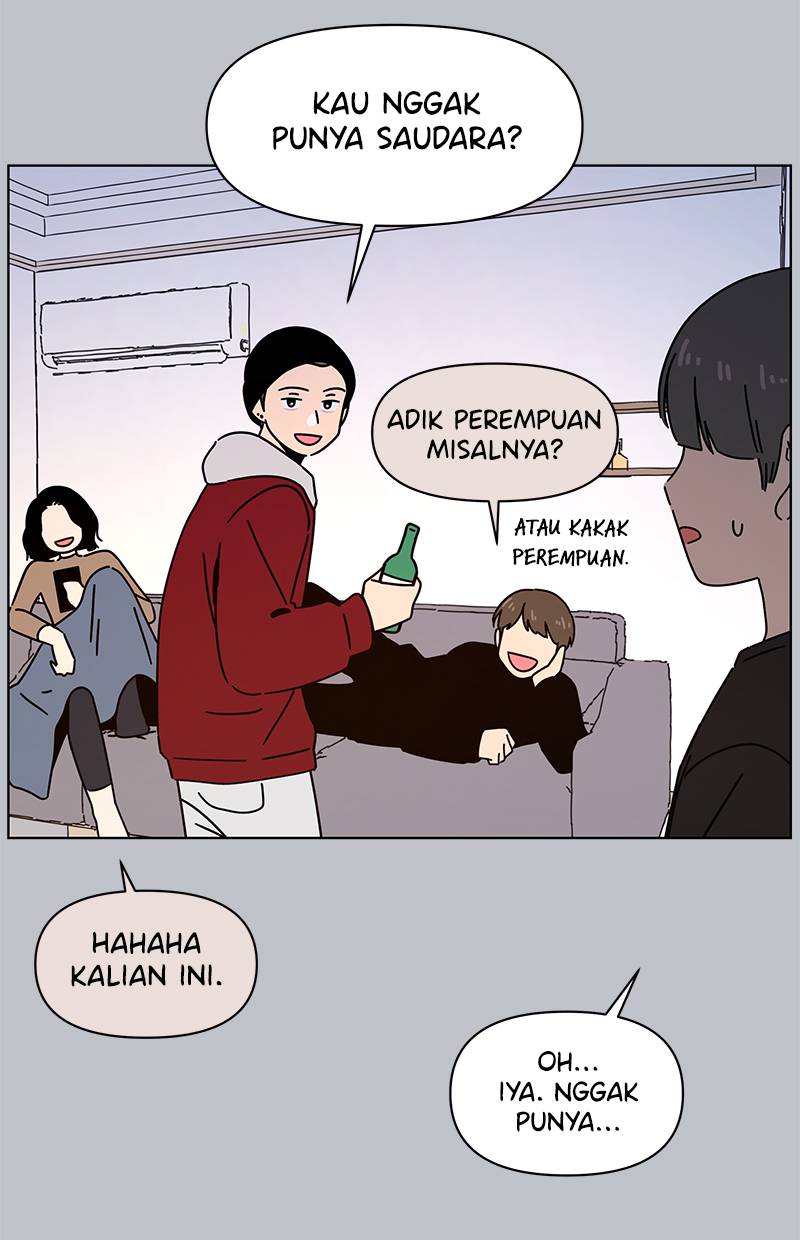 KAU NGGAK
PUNYA SAUDARA?
ADIK PEREMPUAN
MISALNYA?
ATAU KAKAK
PEREMPUAN.
HAHAHA
KALIAN INI.
OH...
IYA. NGGAK
PUNYA...